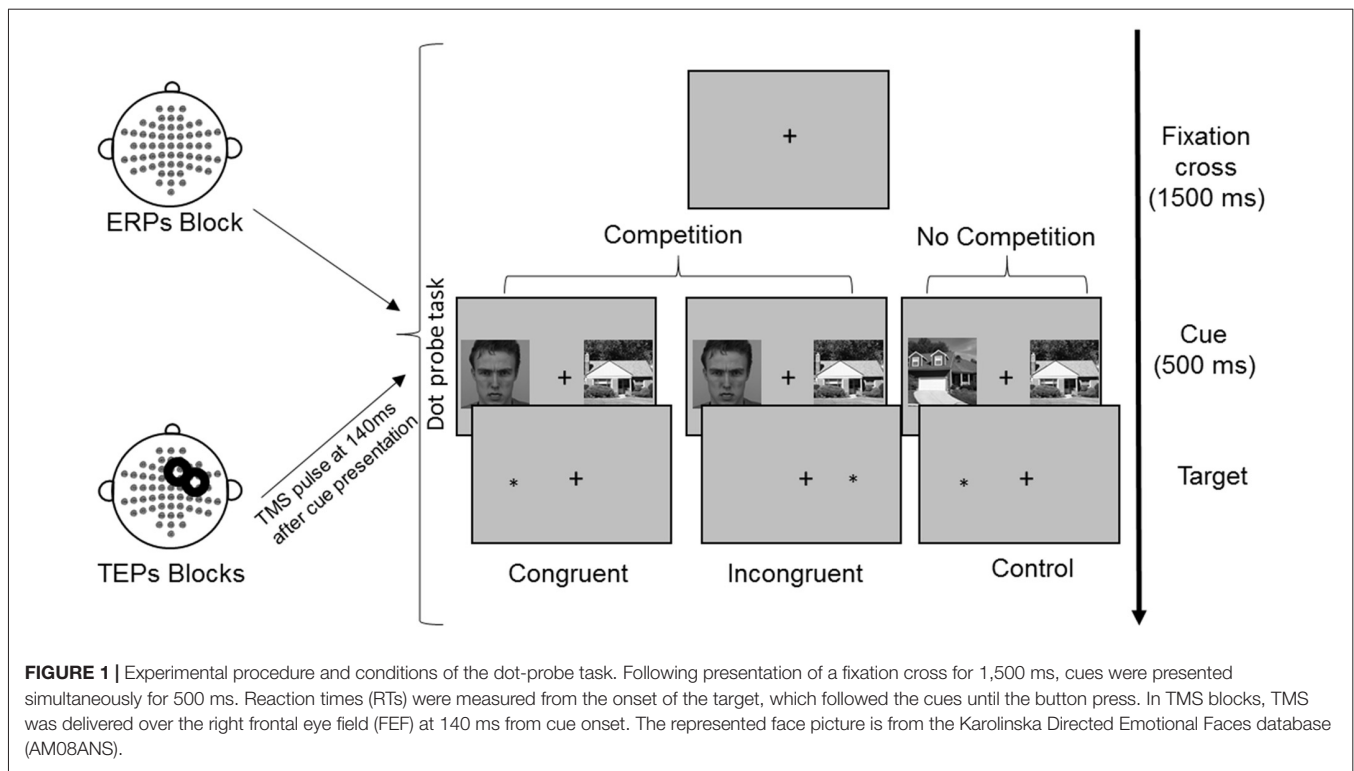 ERPs Block
TMS pulse at 140ms
after cue presentation
TEPs Blocks
Dot probe task
+
Competition
No Competition
+
+
+
* +
+ *
* +
Congruent
Incongruent
Control
Fixation
cross
(1500 ms)
Cue
(500 ms)
Target
FIGURE 1 | Experimental procedure and conditions of the dot-probe task. Following presentation of a fixation cross for 1,500 ms, cues were presented
simultaneously for 500 ms. Reaction times (RTs) were measured from the onset of the target, which followed the cues until the button press. In TMS blocks, TMS
was delivered over the right frontal eye field (FEF) at 140 ms from cue onset. The represented face picture is from the Karolinska Directed Emotional Faces database
(AM08ANS).